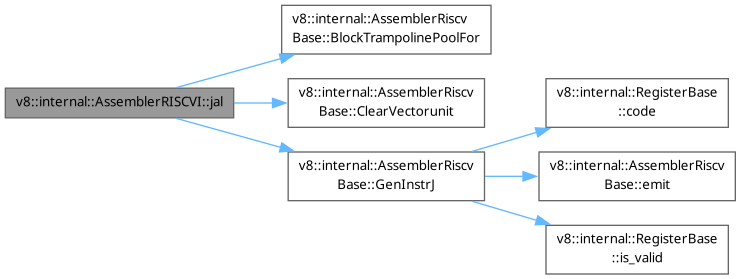 v8::internal::AssemblerRISCVI::jal
v8::internal::AssemblerRiscv
Base::BlockTrampolinePoolFor
v8::internal::AssemblerRiscv
Base::ClearVectorunit
v8::internal::AssemblerRiscv
Base::GenInstrJ
v8::internal::RegisterBase
::code
v8::internal::AssemblerRiscv
Base::emit
v8::internal::RegisterBase
::is_valid